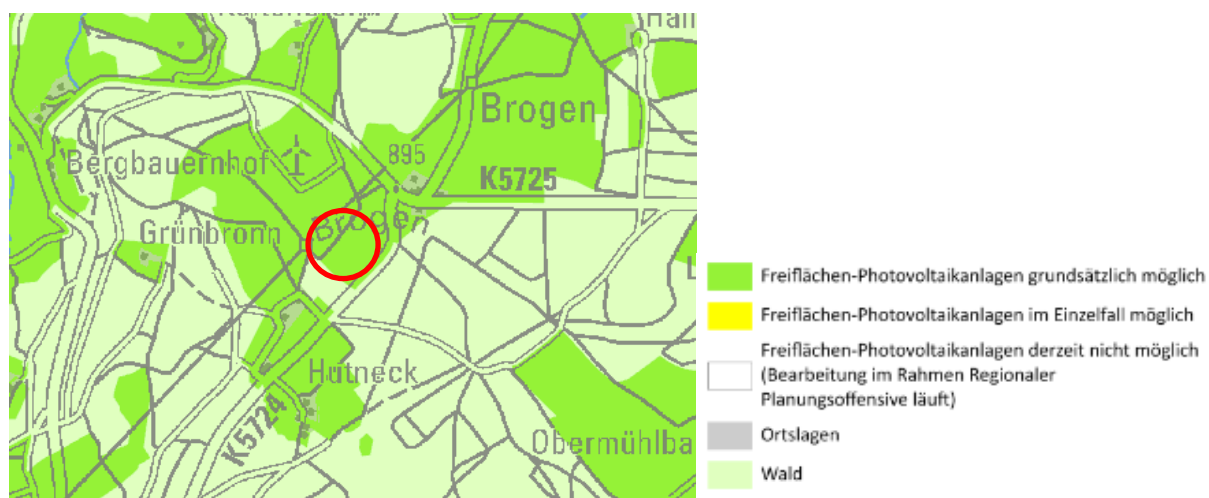 Brogen
895
Bergbauernhof
K5725
Brogen
Grünbronn
Hutneck
K5724
Obermühlba
Freiflächen-Photovoltaikanlagen grundsätzlich möglich
Freiflächen-Photovoltaikanlagen im Einzelfall möglich
Freiflächen-Photovoltaikanlagen derzeit nicht möglich
(Bearbeitung im Rahmen Regionaler
Planungsoffensive läuft)
Ortslagen
Wald